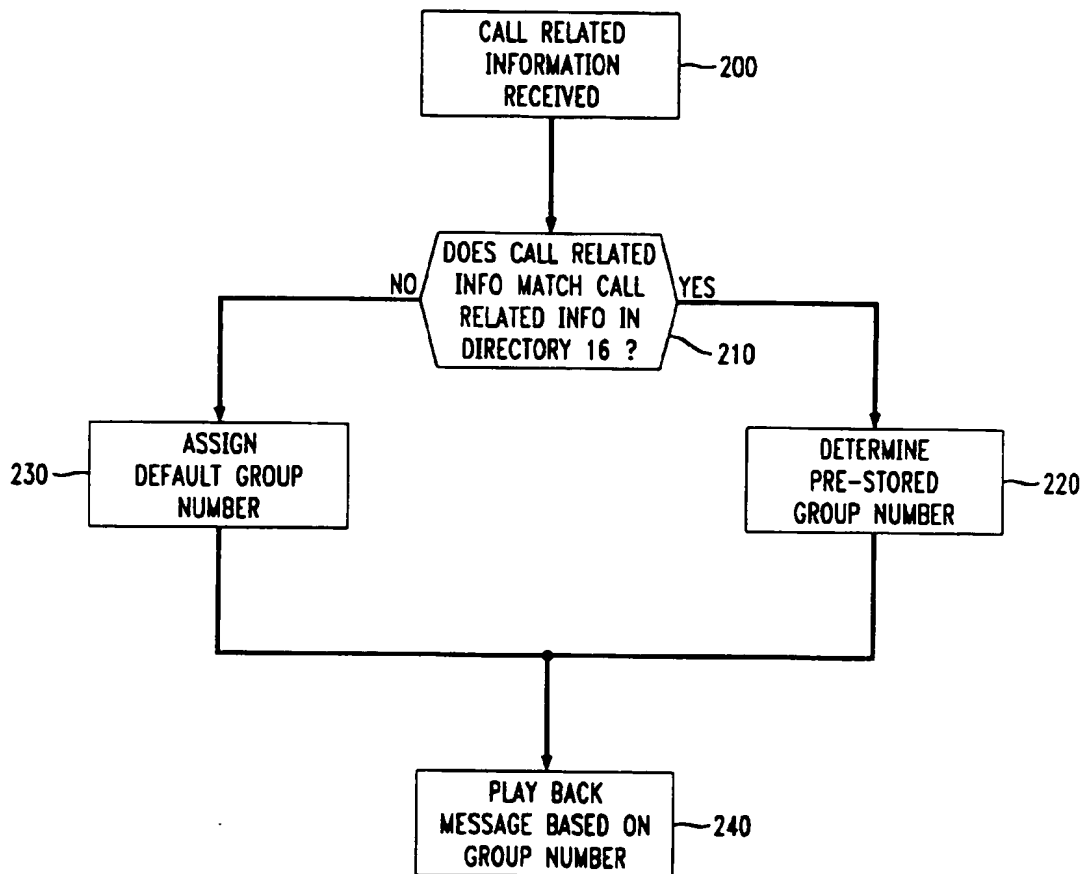 CALL RELATED
INFORMATION
RECEIVED
200
DOES CALL RELATED
INFO MATCH CALL
RELATED INFO IN
DIRECTORY 16 ?
NO
YES
210
ASSIGN
DEFAULT GROUP
NUMBER
230
DETERMINE
PRE-STORED
GROUP NUMBER
220
PLAY BACK
MESSAGE BASED ON
GROUP NUMBER
240